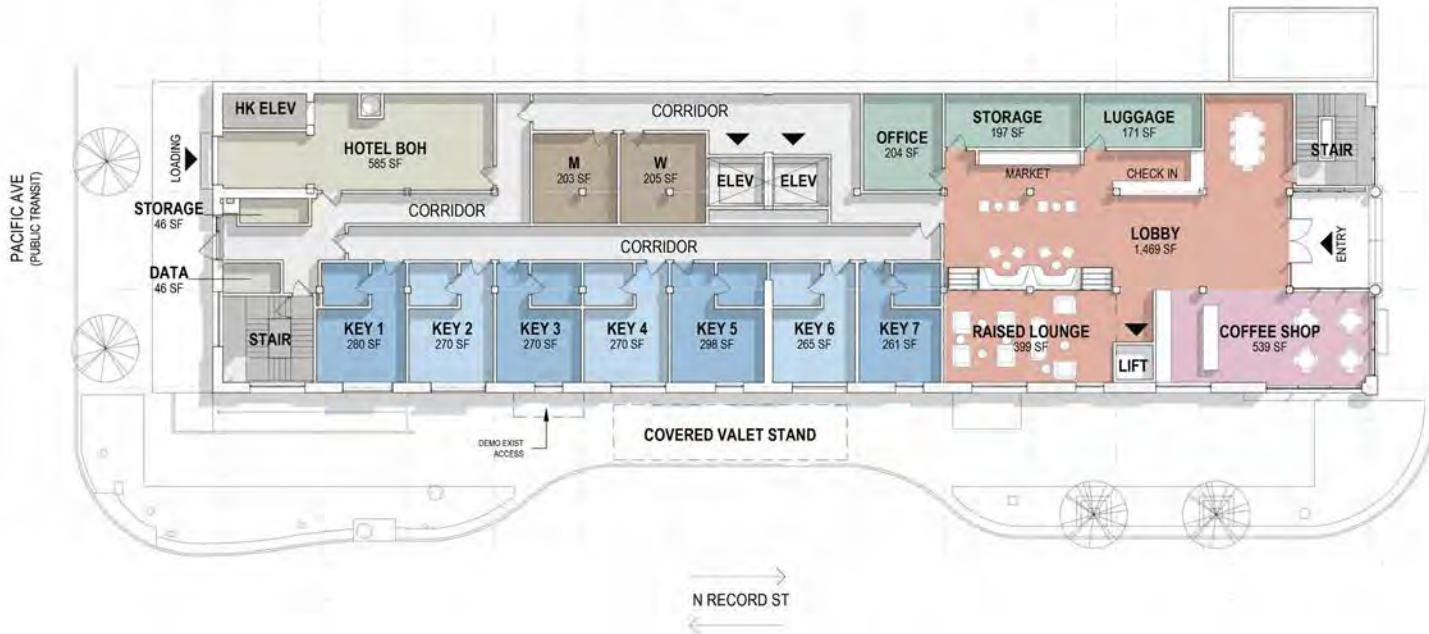 PACIFIC AVE
(PUBLIC TRANSIT)
LOADING
HK ELEV
HOTEL BOH
585 SF
STORAGE
46 SF
DATA
46 SF
STAIR
CORRIDOR
CORRIDOR
CORRIDOR
M
203 SF
W
205 SF
ELEV
ELEV
OFFICE
204 SF
STORAGE
197 SF
LUGGAGE
171 SF
STAIR
MARKET
CHECK IN
LOBBY
1,469 SF
ENTRY
KEY 1
280 SF
KEY 2
270 SF
KEY 3
270 SF
KEY 4
270 SF
KEY 5
298 SF
KEY 6
265 SF
KEY 7
261 SF
RAISED LOUNGE
399 SF
LIFT
COFFEE SHOP
539 SF
DEMO EXIST
ACCESS
COVERED VALET STAND
N RECORD ST